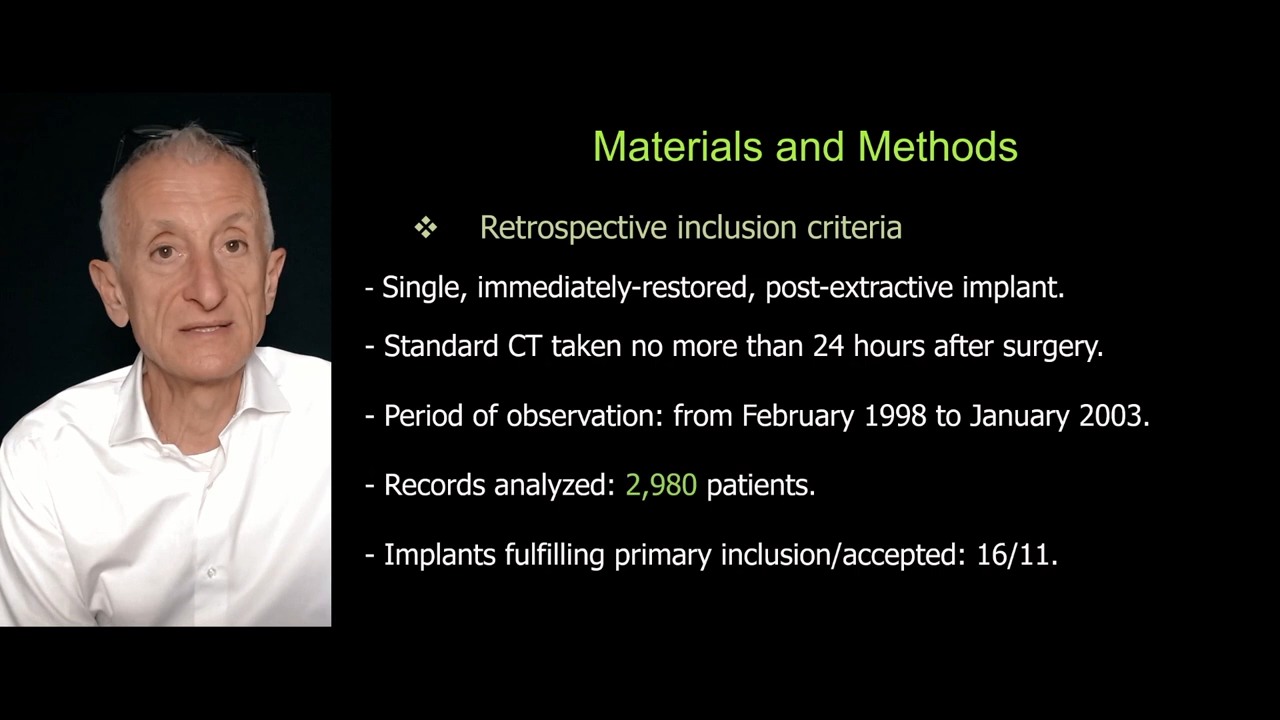 Materials and Methods
❖ Retrospective inclusion criteria
- Single, immediately-restored, post-extractive implant.
- Standard CT taken no more than 24 hours after surgery.
- Period of observation: from February 1998 to January 2003.
- Records analyzed: 2,980 patients.
- Implants fulfilling primary inclusion/accepted: 16/11.